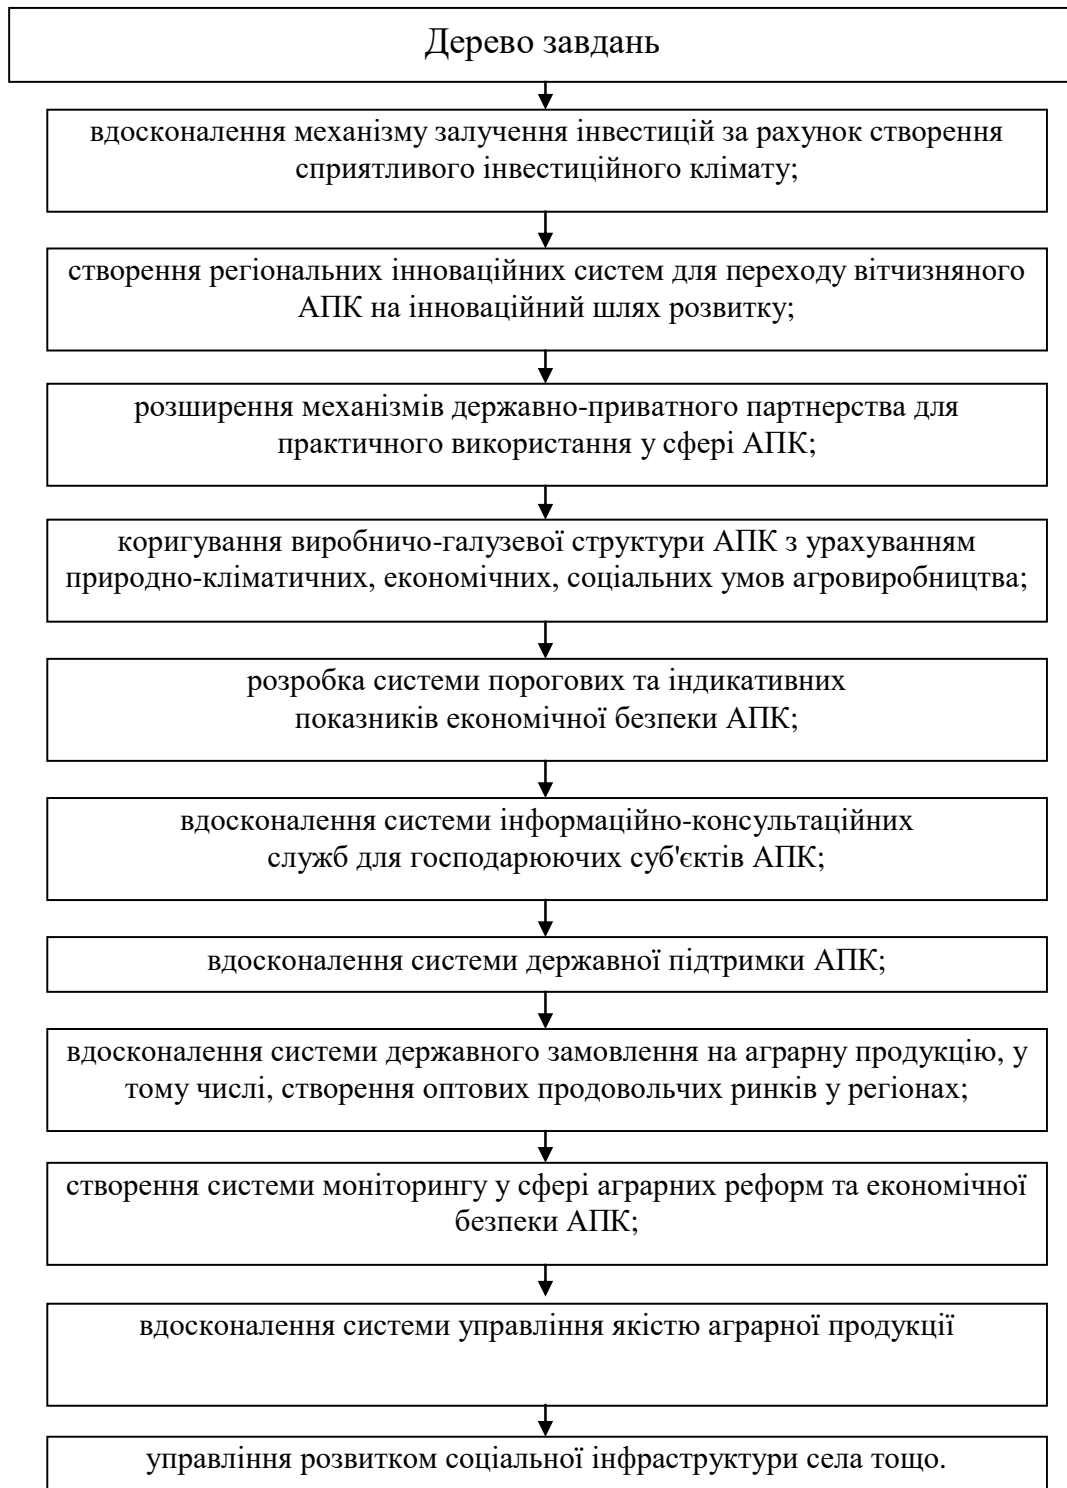 Дерево завдань
вдосконалення механізму залучення інвестицій за рахунок створення
сприятливого інвестиційного клімату;
створення регіональних інноваційних систем для переходу вітчизняного
АПК на інноваційний шлях розвитку;
розширення механізмів державно-приватного партнерства для
практичного використання у сфері АПК;
коригування виробничо-галузевої структури АПК з урахуванням
природно-кліматичних, економічних, соціальних умов агровиробництва;
розробка системи порогових та індикативних
показників економічної безпеки АПК;
вдосконалення системи інформаційно-консультаційних
служб для господарюючих суб'єктів АПК;
вдосконалення системи державної підтримки АПК;
вдосконалення системи державного замовлення на аграрну продукцію, у
тому числі, створення оптових продовольчих ринків у регіонах;
створення системи моніторингу у сфері аграрних реформ та економічної
безпеки АПК;
вдосконалення системи управління якістю аграрної продукції
управління розвитком соціальної інфраструктури села тощо.